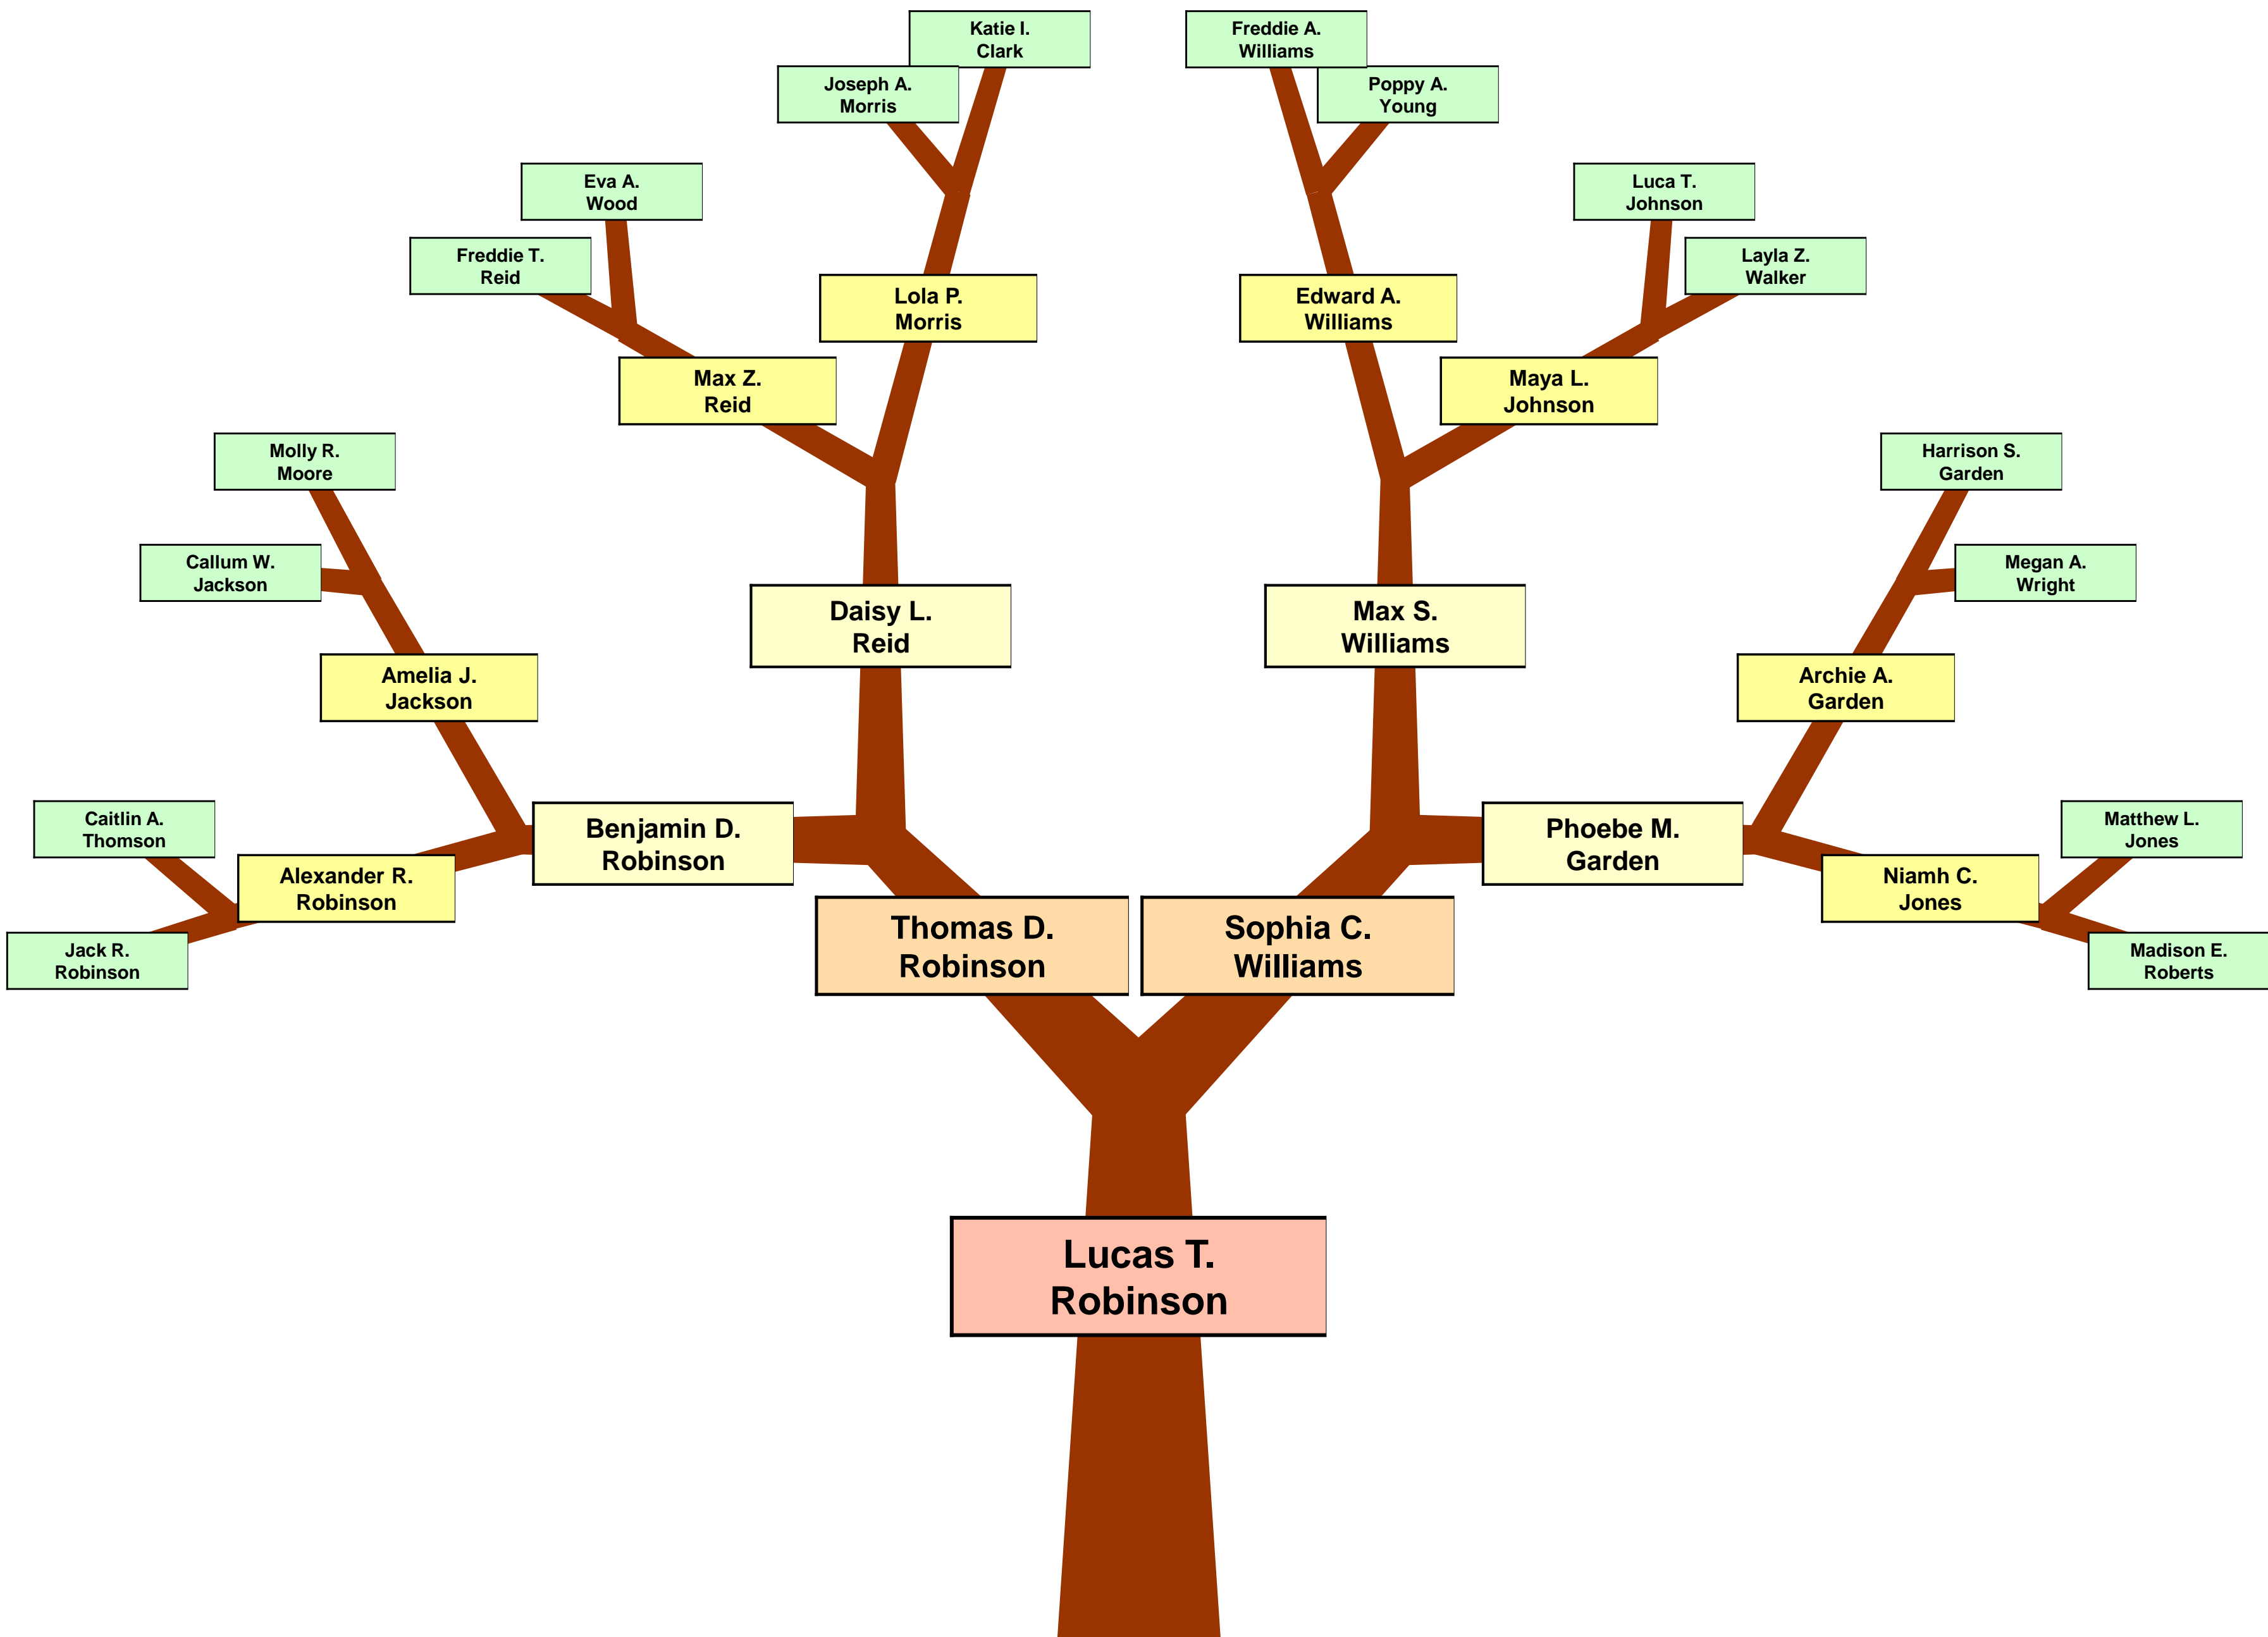 Katie I.
Clark
Freddie A.
Williams
Joseph A.
Morris
Poppy A.
Young
Eva A.
Wood
Luca T.
Johnson
Freddie T.
Reid
Layla Z.
Walker
Lola P.
Morris
Edward A.
Williams
Max Z.
Reid
Maya L.
Johnson
Molly R.
Moore
Harrison S.
Garden
Callum W.
Jackson
Megan A.
Wright
Daisy L.
Reid
Max S.
Williams
Amelia J.
Jackson
Archie A.
Garden
Caitlin A.
Thomson
Benjamin D.
Robinson
Phoebe M.
Garden
Matthew L.
Jones
Alexander R.
Robinson
Niamh C.
Jones
Thomas D.
Robinson
Sophia C.
Williams
Jack R.
Robinson
Madison E.
Roberts
Lucas T.
Robinson